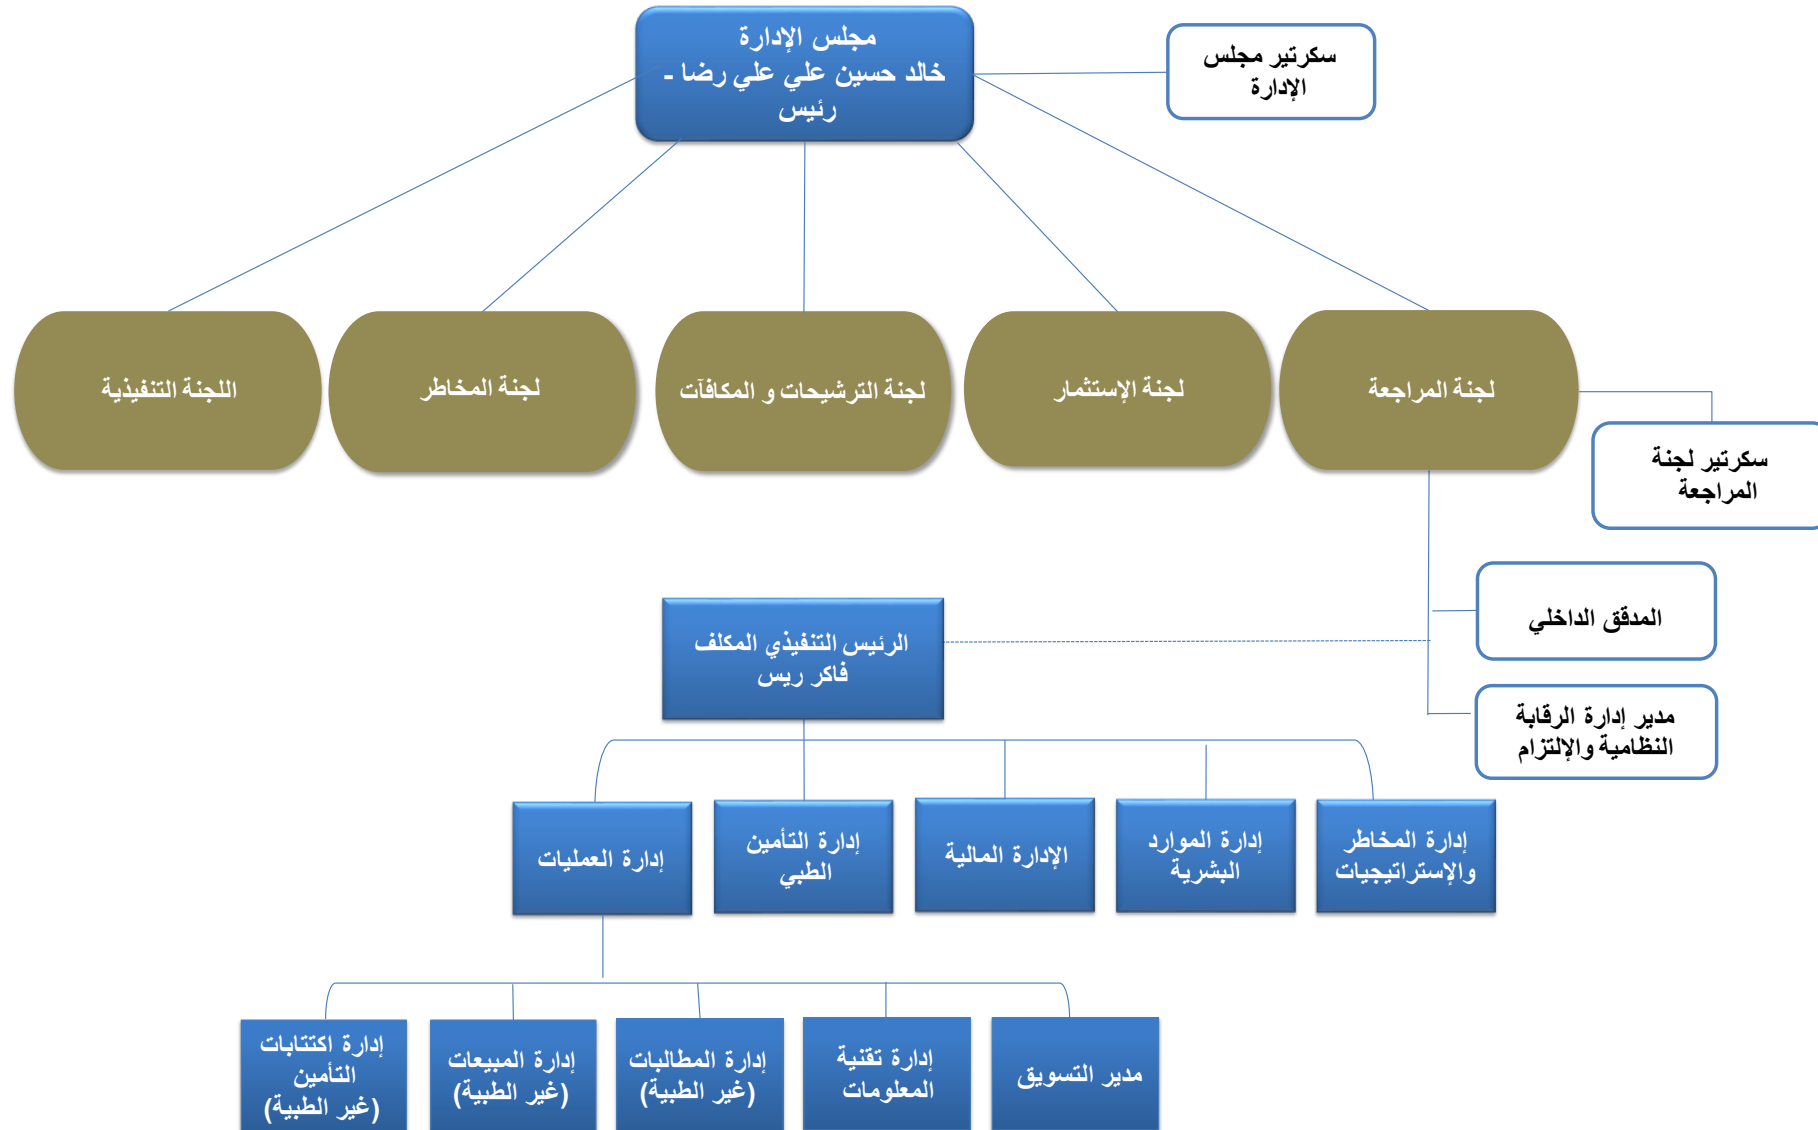 مجلس الإدارة
خالد حسين علي علي رضا -
رئيس
سكرتير مجلس
الإدارة
لجنة المراجعة
لجنة الإستثمار
لجنة الترشيحات و المكافآت
لجنة المخاطر
اللجنة التنفيذية
سكرتير لجنة
المراجعة
المدقق الداخلي
الرئيس التنفيذي المكلف
فاكر ريس
مدير إدارة الرقابة
النظامية والإلتزام
إدارة المخاطر
والإستراتيجيات
إدارة الموارد
البشرية
الإدارة المالية
إدارة التأمين
الطبي
إدارة العمليات
مدير التسويق
إدارة تقنية
المعلومات
إدارة المطالبات
(غير الطبية)
إدارة المبيعات
(غير الطبية)
إدارة اكتتابات
التأمين
(غير الطبية)